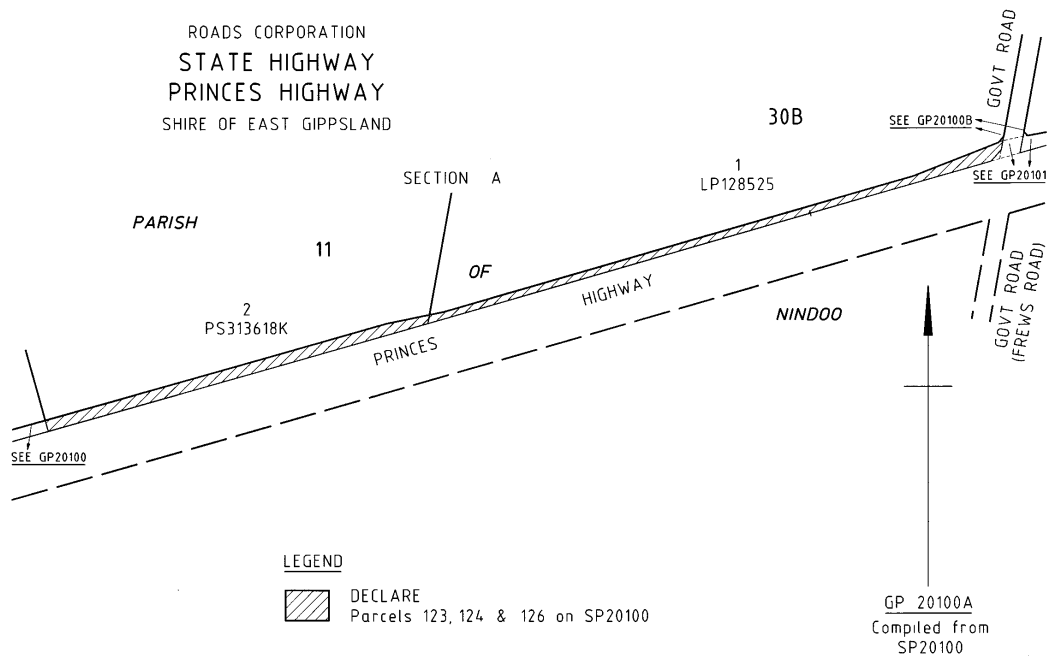 ROADS CORPORATION
STATE HIGHWAY
PRINCES HIGHWAY
SHIRE OF EAST GIPPSLAND
GOVT ROAD
30B
SEE GP20100B
1
LP128525
SEE GP20101
SECTION A
PARISH
11
OF
HIGHWAY
2
PS313618K
PRINCES
NINDOO
GOVT ROAD
(FREWS ROAD)
SEE GP20100
LEGEND
DECLARE
Parcels 123, 124 & 126 on SP20100
GP 20100A
Compiled from
SP20100